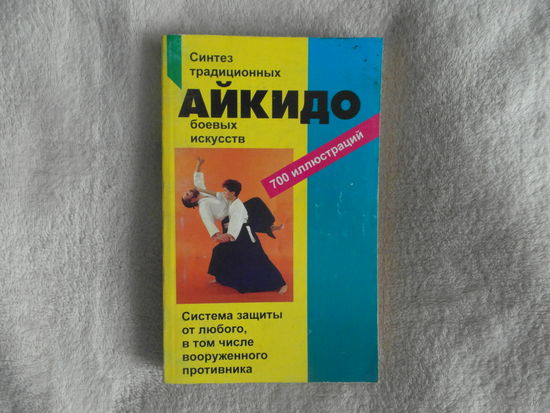 Синтез
традиционных
АЙКИДО
боевых
искусств
700 иллюстраций
Система защиты
от любого,
в том числе
вооруженного
противника